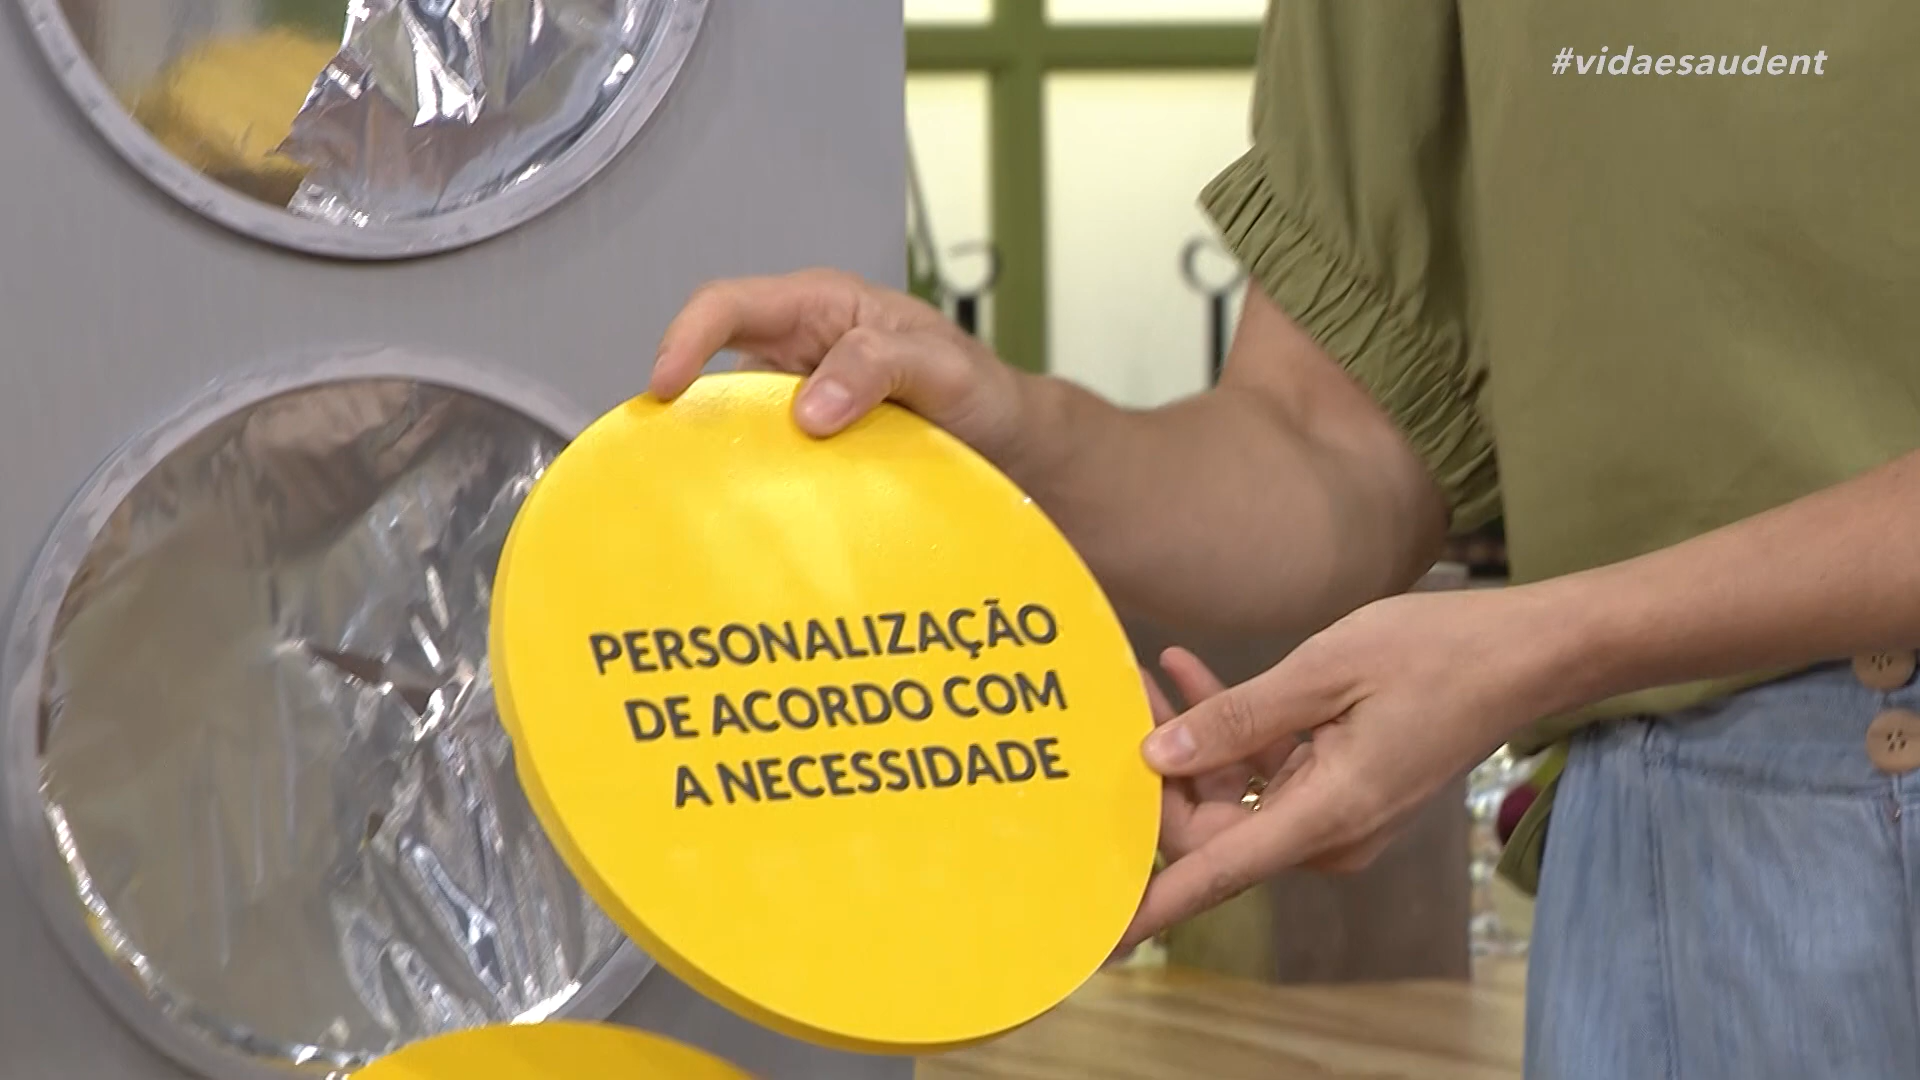 #vidaesaudent
PERSONALIZAÇÃO
DE ACORDO COM
A NECESSIDADE